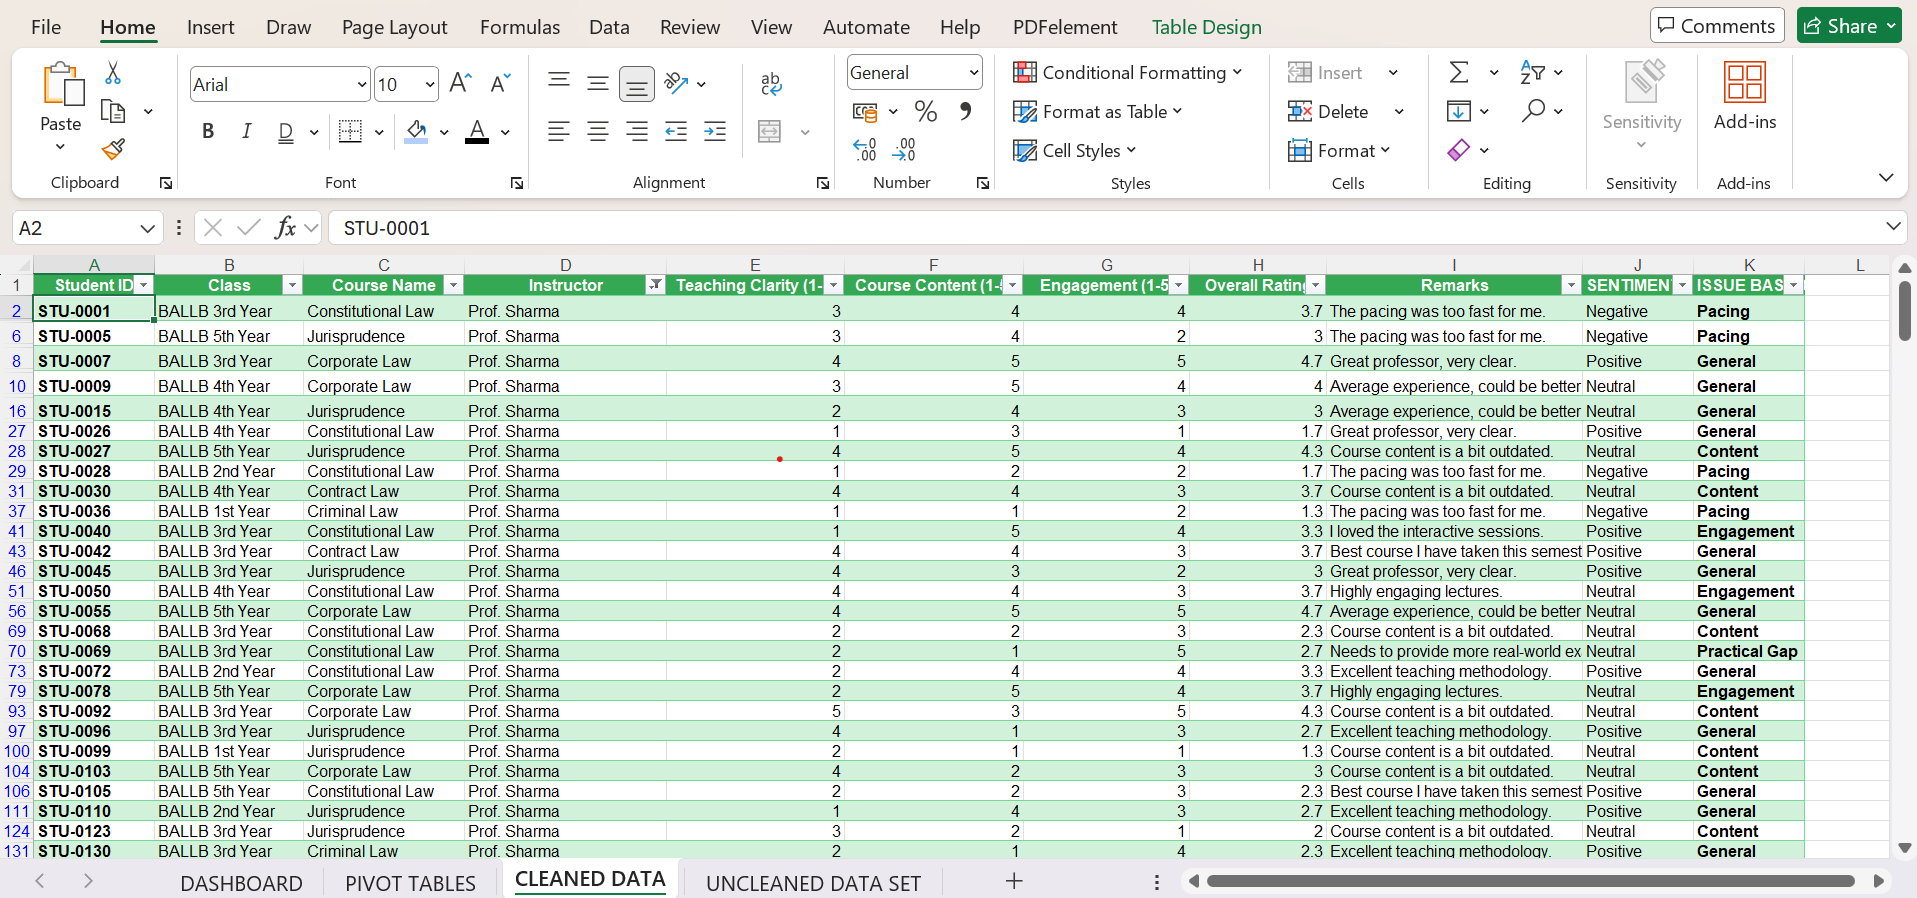 File Home Insert Draw Page Layout Formulas Data Review View Automate Help PDFelement Table Design Comments Share
Paste
Clipboard
Arial 10
B I D A
Font
ab
Alignment
General
% 9
.00 .00
Number
Conditional Formatting
Format as Table
Cell Styles
Styles
Insert
Delete
Format
Cells
Editing
Sensitivity
Sensitivity
Add-ins
Add-ins
A2 fx STU-0001
A B C D E F G H I J K L
1 Student ID Class Course Name Instructor Teaching Clarity (1- Course Content (1- Engagement (1-5 Overall Rating Remarks SENTIMEN ISSUE BAS
2 STU-0001 BALLB 3rd Year Constitutional Law Prof. Sharma 3 4 4 3.7 The pacing was too fast for me. Negative Pacing
6 STU-0005 BALLB 5th Year Jurisprudence Prof. Sharma 3 4 2 3 The pacing was too fast for me. Negative Pacing
8 STU-0007 BALLB 3rd Year Corporate Law Prof. Sharma 4 5 5 4.7 Great professor, very clear. Positive General
10 STU-0009 BALLB 4th Year Corporate Law Prof. Sharma 3 5 4 4 Average experience, could be better Neutral General
16 STU-0015 BALLB 4th Year Jurisprudence Prof. Sharma 2 4 3 3 Average experience, could be better Neutral General
27 STU-0026 BALLB 4th Year Constitutional Law Prof. Sharma 1 3 1 1.7 Great professor, very clear. Positive General
28 STU-0027 BALLB 5th Year Jurisprudence Prof. Sharma 4 5 4 4.3 Course content is a bit outdated. Neutral Content
29 STU-0028 BALLB 2nd Year Constitutional Law Prof. Sharma 1 2 2 1.7 The pacing was too fast for me. Negative Pacing
31 STU-0030 BALLB 4th Year Contract Law Prof. Sharma 4 4 3 3.7 Course content is a bit outdated. Neutral Content
37 STU-0036 BALLB 1st Year Criminal Law Prof. Sharma 1 1 2 1.3 The pacing was too fast for me. Negative Pacing
41 STU-0040 BALLB 3rd Year Constitutional Law Prof. Sharma 1 5 4 3.3 I loved the interactive sessions. Positive Engagement
43 STU-0042 BALLB 3rd Year Contract Law Prof. Sharma 4 4 3 3.7 Best course I have taken this semest Positive General
46 STU-0045 BALLB 3rd Year Jurisprudence Prof. Sharma 4 3 2 3 Great professor, very clear. Positive General
51 STU-0050 BALLB 4th Year Constitutional Law Prof. Sharma 4 4 3 3.7 Highly engaging lectures. Neutral Engagement
56 STU-0055 BALLB 5th Year Corporate Law Prof. Sharma 4 5 5 4.7 Average experience, could be better Neutral General
69 STU-0068 BALLB 3rd Year Constitutional Law Prof. Sharma 2 2 3 2.3 Course content is a bit outdated. Neutral Content
70 STU-0069 BALLB 3rd Year Constitutional Law Prof. Sharma 2 1 5 2.7 Needs to provide more real-world ex Neutral Practical Gap
73 STU-0072 BALLB 2nd Year Constitutional Law Prof. Sharma 2 4 4 3.3 Excellent teaching methodology. Positive General
79 STU-0078 BALLB 5th Year Corporate Law Prof. Sharma 2 5 4 3.7 Highly engaging lectures. Neutral Engagement
93 STU-0092 BALLB 3rd Year Corporate Law Prof. Sharma 5 3 5 4.3 Course content is a bit outdated. Neutral Content
97 STU-0096 BALLB 3rd Year Jurisprudence Prof. Sharma 4 1 3 2.7 Excellent teaching methodology. Positive General
100 STU-0099 BALLB 1st Year Jurisprudence Prof. Sharma 2 1 1 1.3 Course content is a bit outdated. Neutral Content
104 STU-0103 BALLB 5th Year Corporate Law Prof. Sharma 4 2 3 3 Course content is a bit outdated. Neutral Content
106 STU-0105 BALLB 5th Year Constitutional Law Prof. Sharma 2 2 3 2.3 Best course I have taken this semest Positive General
111 STU-0110 BALLB 2nd Year Jurisprudence Prof. Sharma 1 4 3 2.7 Excellent teaching methodology. Positive General
124 STU-0123 BALLB 3rd Year Jurisprudence Prof. Sharma 3 2 1 2 Course content is a bit outdated. Neutral Content
131 STU-0130 BALLB 3rd Year Criminal Law Prof. Sharma 2 1 4 2.3 Excellent teaching methodology. Positive General
DASHBOARD PIVOT TABLES CLEANED DATA UNCLEANED DATA SET